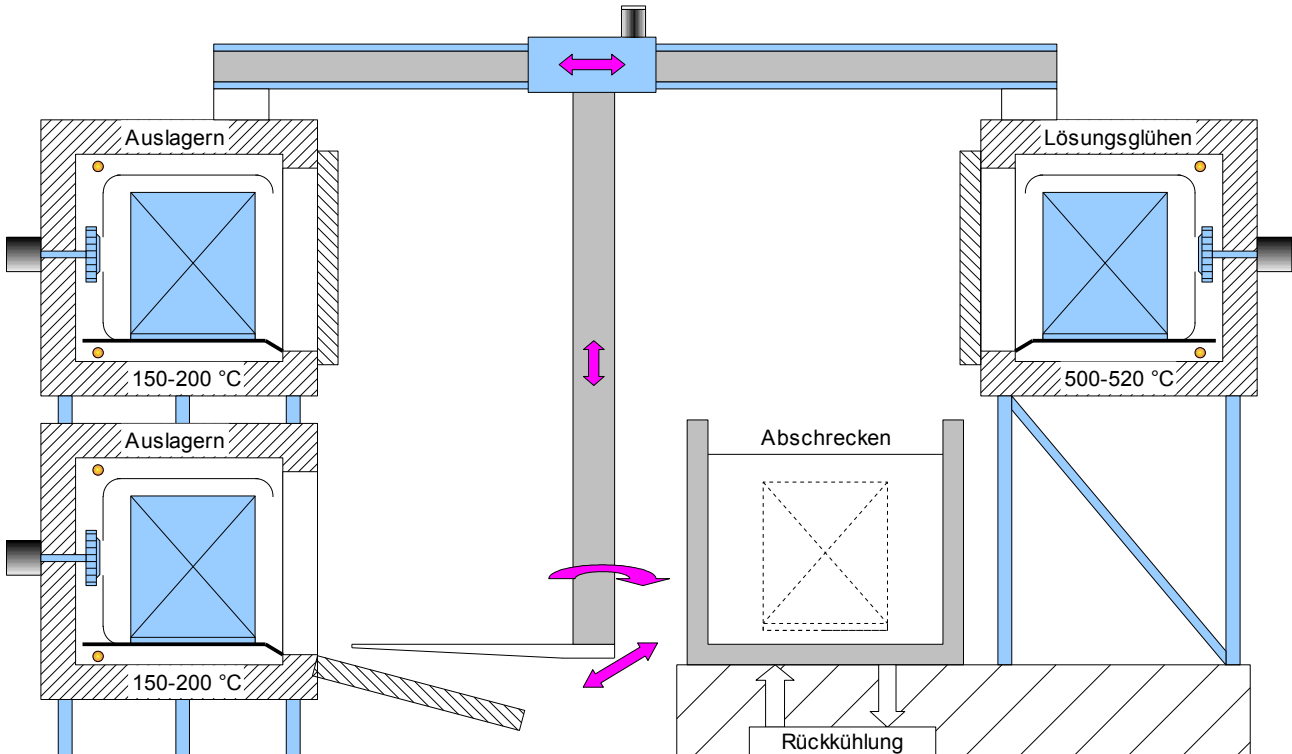 Auslagern
150-200 °C
Auslagern
150-200 °C
Lösungsglühen
500-520 °C
Abschrecken
Rückkühlung